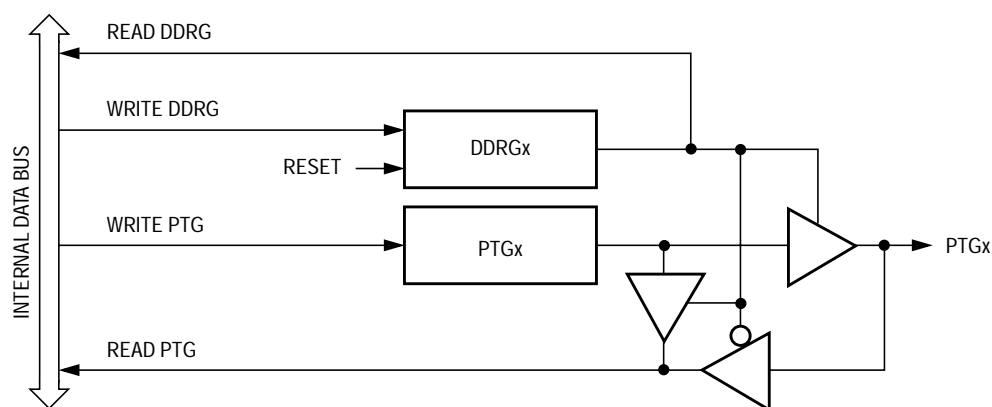 READ DDRG
WRITE DDRG
DDRGx
RESET
WRITE PTG
PTGx
PTGx
READ PTG
INTERNAL DATA BUS